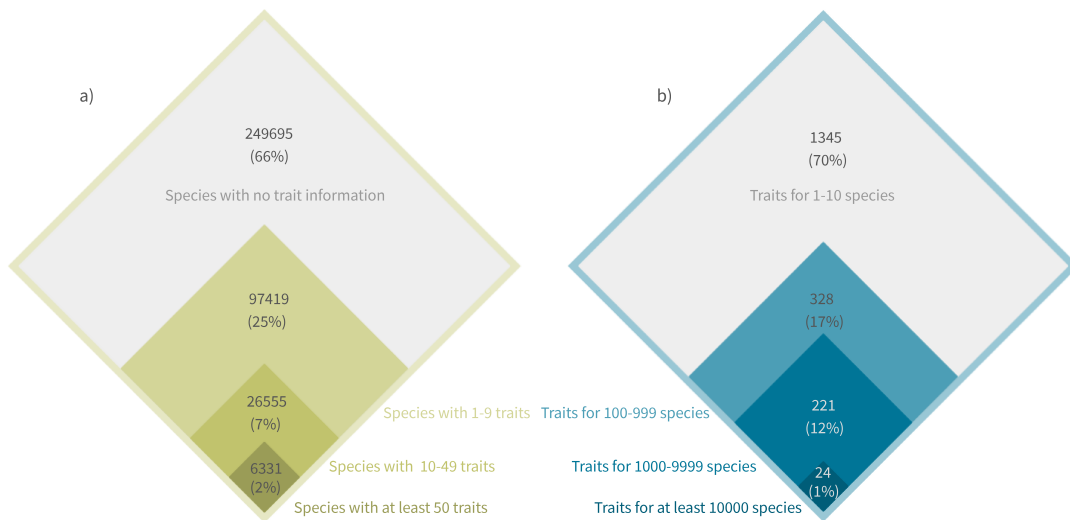 a)
249695
(66%)
Species with no trait information
97419
(25%)
Species with 1-9 traits
26555
(7%)
Species with 10-49 traits
6331
(2%)
Species with at least 50 traits
b)
1345
(70%)
Traits for 1-10 species
328
(17%)
Traits for 100-999 species
221
(12%)
Traits for 1000-9999 species
24
(1%)
Traits for at least 10000 species